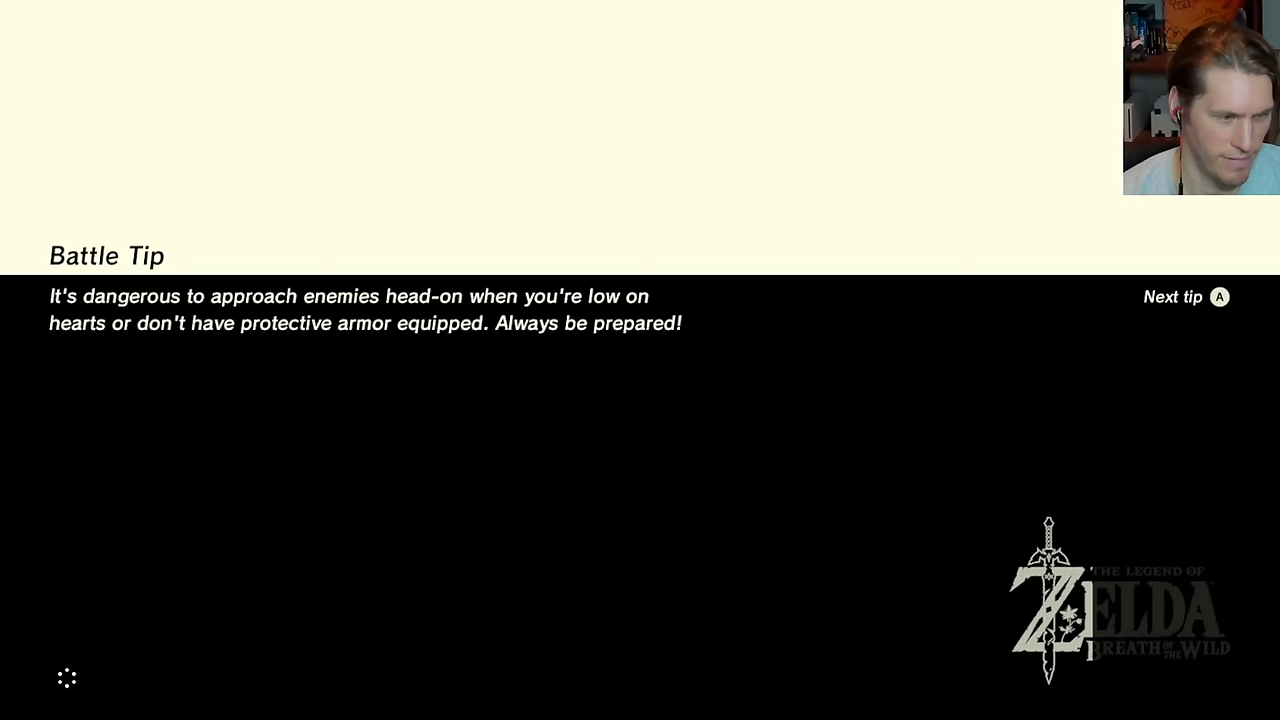 Battle Tip
It's dangerous to approach enemies head-on when you're low on
hearts or don't have protective armor equipped. Always be prepared!
Next tip A
THE LEGEND OF
ZELDA
BREATH OF THE WILD